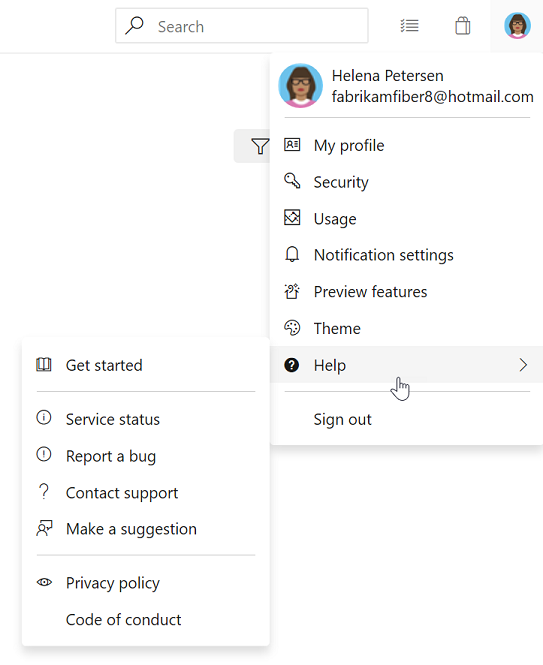 Search
Helena Petersen
fabrikamfiber8@hotmail.com
My profile
Security
Usage
Notification settings
Preview features
Theme
Help
Sign out
Get started
Service status
Report a bug
Contact support
Make a suggestion
Privacy policy
Code of conduct